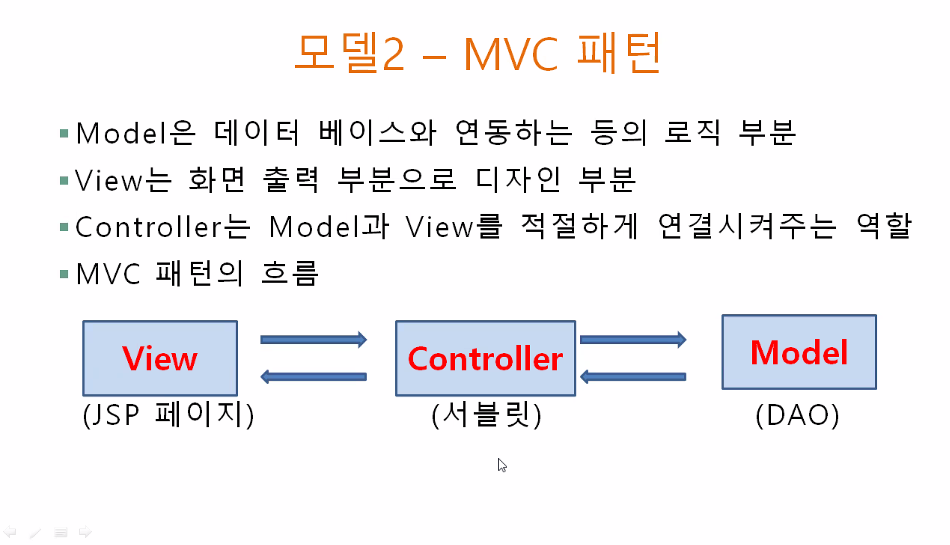 모델2 – MVC 패턴
▪Model은 데이터 베이스와 연동하는 등의 로직 부분
▪View는 화면 출력 부분으로 디자인 부분
▪Controller는 Model과 View를 적절하게 연결시켜주는 역할
▪MVC 패턴의 흐름
View Controller Model
(JSP 페이지) (서블릿) (DAO)